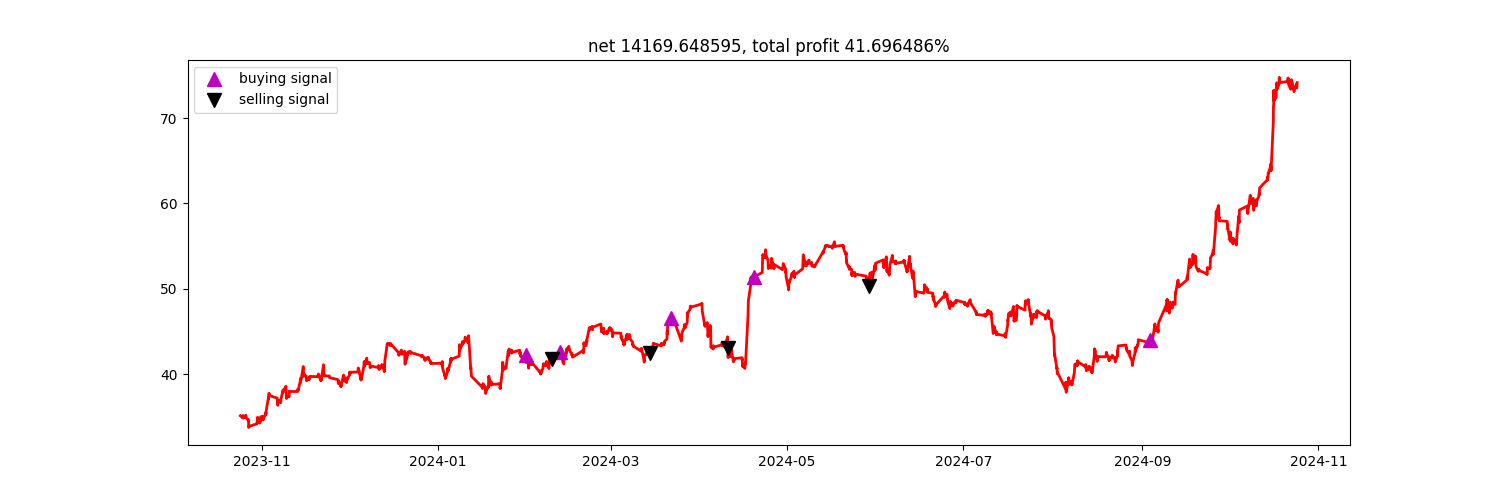 net 14169.648595, total profit 41.696486%
buying signal
selling signal
70
60
50
40
2023-11 2024-01 2024-03 2024-05 2024-07 2024-09 2024-11